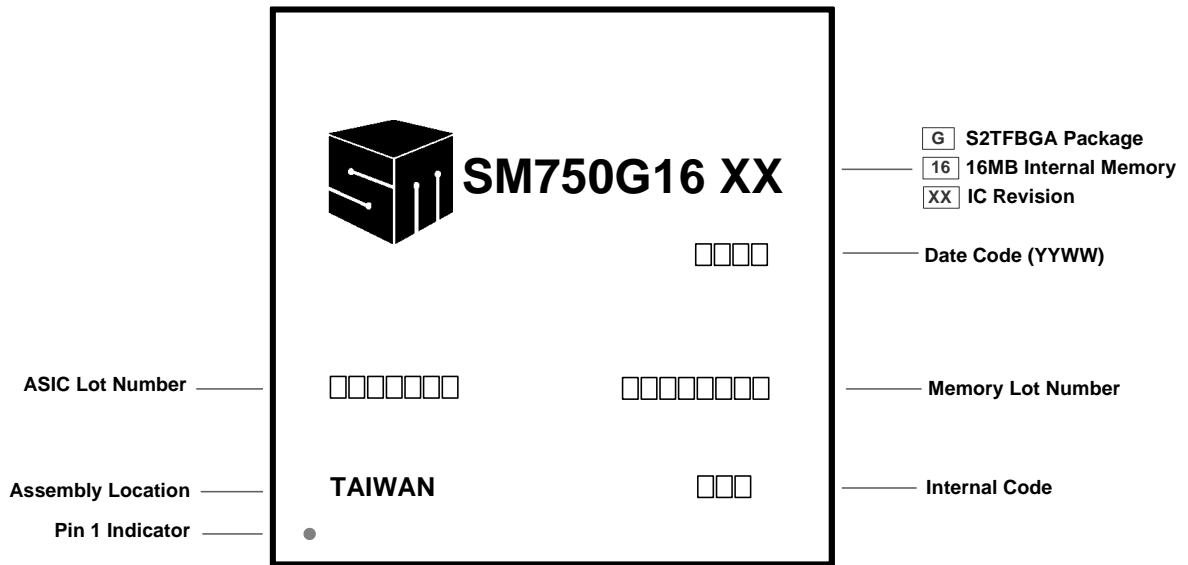 SM750G16 XX
G S2TFBGA Package
16 16MB Internal Memory
XX IC Revision
□□□□
Date Code (YYWW)
ASIC Lot Number
□□□□□□□
□□□□□□□□
Memory Lot Number
Assembly Location
TAIWAN
□□□
Internal Code
Pin 1 Indicator